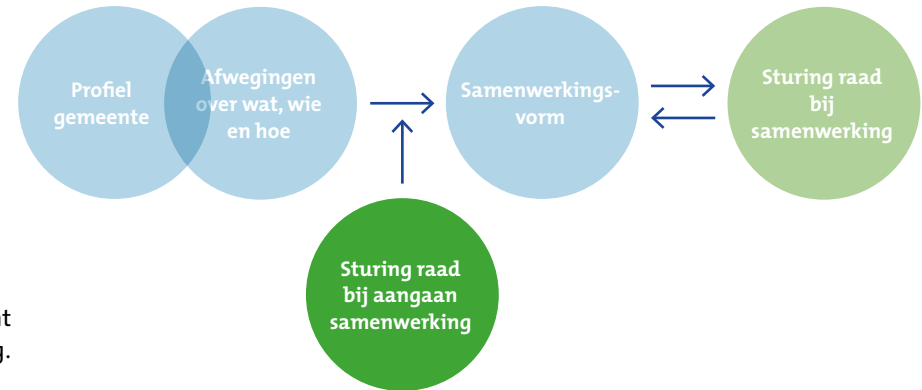 Profiel
gemeente
Afwegingen
over wat, wie
en hoe
Samenwerkings-
vorm
Sturing raad
bij
samenwerking
Sturing raad
bij aangaan
samenwerking